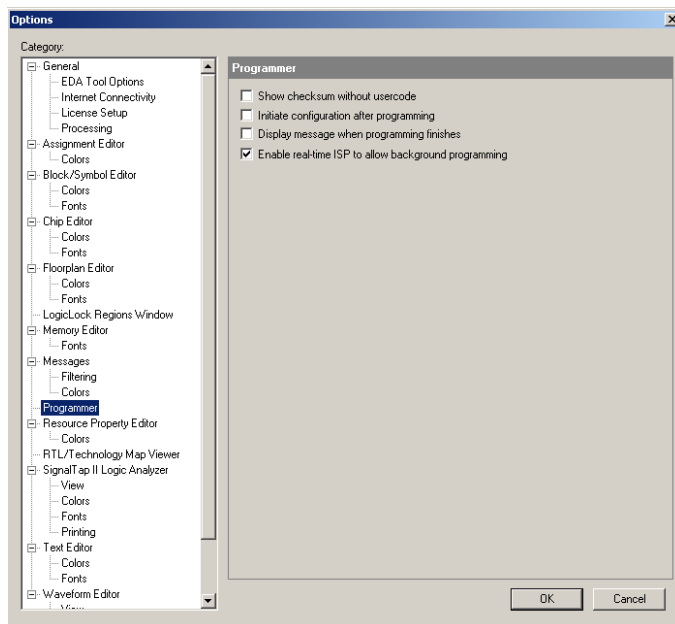 Options
Category:
General
EDA Tool Options
Internet Connectivity
License Setup
Processing
Assignment Editor
Colors
Block/Symbol Editor
Colors
Fonts
Chip Editor
Colors
Fonts
Floorplan Editor
Colors
Fonts
LogicLock Regions Window
Memory Editor
Fonts
Messages
Filtering
Colors
Programmer
Resource Property Editor
Colors
RTL/Technology Map Viewer
SignalTap II Logic Analyzer
View
Colors
Fonts
Printing
Text Editor
Colors
Fonts
Waveform Editor
View
Programmer
Show checksum without usercode
Initiate configuration after programming
Display message when programming finishes
Enable real-time ISP to allow background programming
OK
Cancel